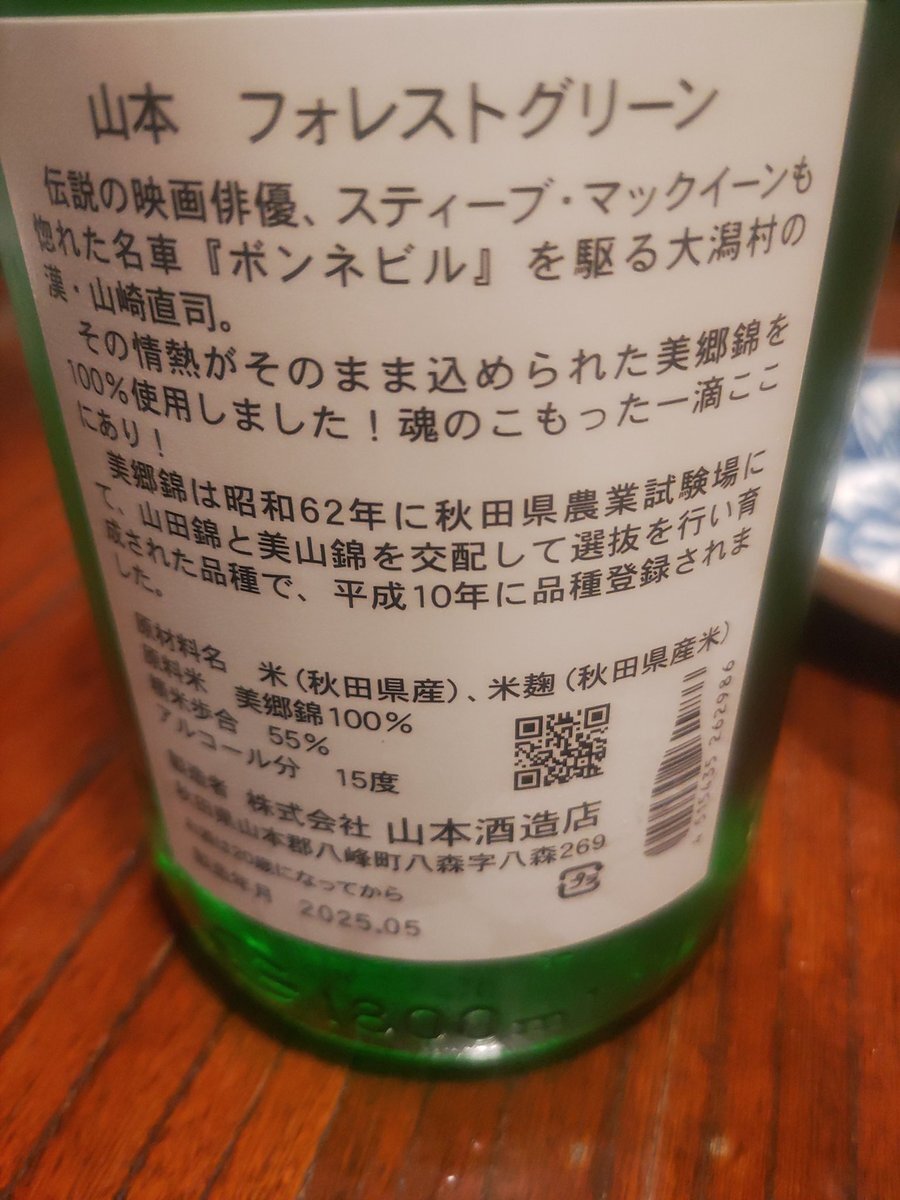 山本　フォレストグリーン
伝説の映画俳優、スティーブ・マックイーンも
惚れた名車『ボンネビル』を駆る大潟村の
漢・山崎直司。
その情熱がそのまま込められた美郷錦を
100%使用しました！魂のこもった一滴ここ
にあり！
美郷錦は昭和62年に秋田県農業試験場に
て、山田錦と美山錦を交配して選抜を行い育
成された品種で、平成10年に品種登録されま
した。
原材料名　米（秋田県産）、米麹（秋田県産米）
原料米　美郷錦100%
精米歩合　55%
アルコール分　15度
製造者　株式会社 山本酒造店
秋田県山本郡八峰町八森字八森269
お酒は20歳になってから
製造年月　2025.05
4 515435 262986
1800ml